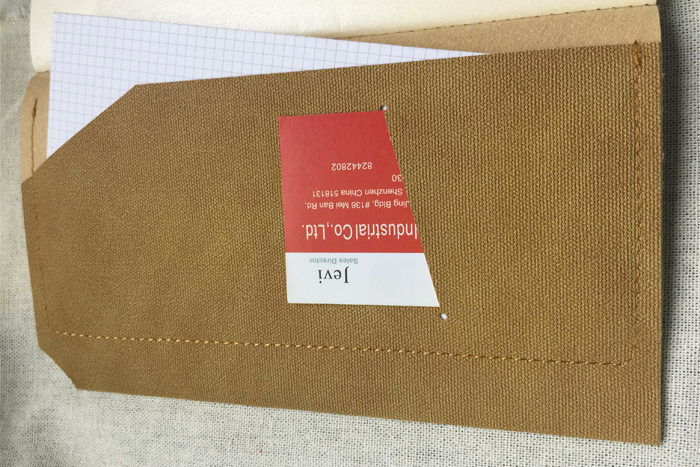 Jevi
Sales Director
Industrial Co.,Ltd.
Jing Bldg, #136 Mei Ban Rd,
Shenzhen China 518131
30
82442802